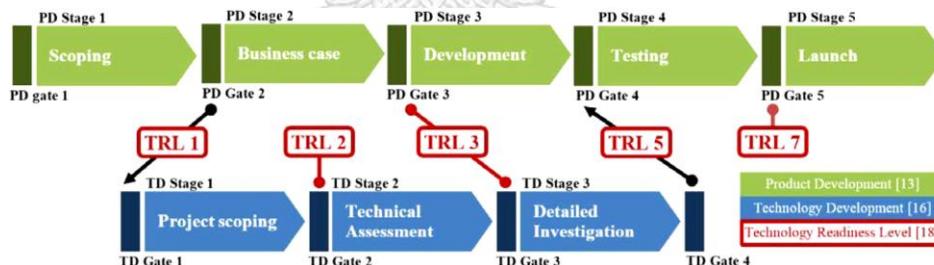 PD Stage 1 PD Stage 2 PD Stage 3 PD Stage 4 PD Stage 5
Scoping Business case Development Testing Launch
PD gate 1 PD Gate 2 PD Gate 3 PD Gate 4 PD Gate 5
TRL 1 TRL 2 TRL 3 TRL 5 TRL 7
TD Stage 1 TD Stage 2 TD Stage 3
Project scoping
Technical
Assessment
Detailed
Investigation
TD Gate 1 TD Gate 2 TD Gate 3 TD Gate 4
Product Development [13]
Technology Development [16]
Technology Readiness Level [18